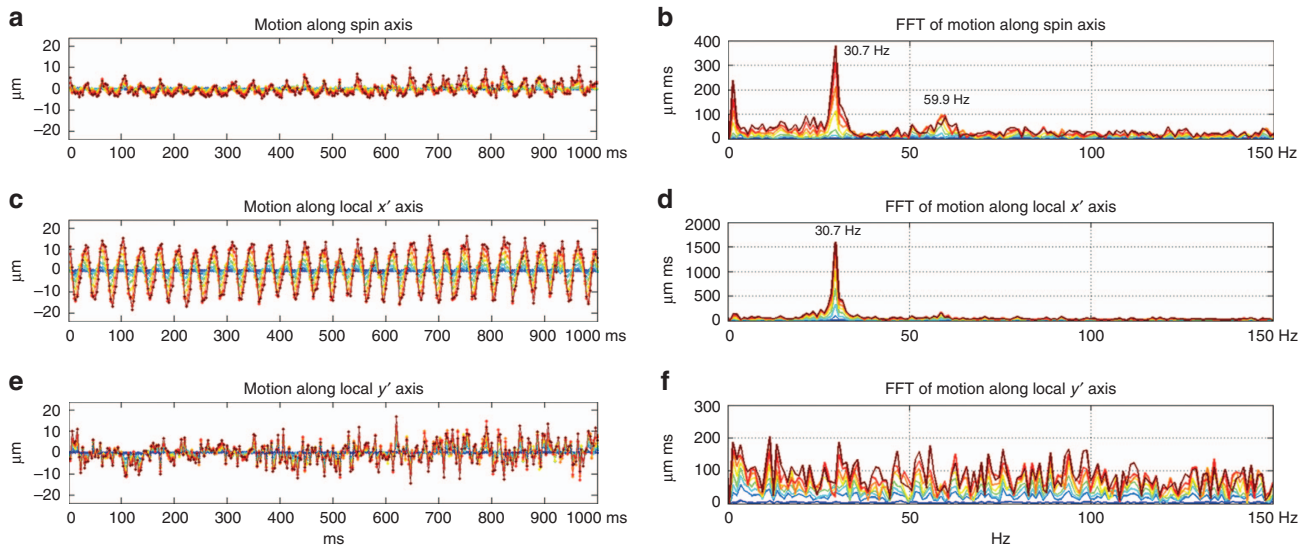 a
Motion along spin axis
20
10
0
−10
−20
μm
0 100 200 300 400 500 600 700 800 900 1000 ms
b
FFT of motion along spin axis
400
300
200
100
0
μm ms
30.7 Hz
59.9 Hz
0 50 100 150 Hz
c
Motion along local x′ axis
20
10
0
−10
−20
μm
0 100 200 300 400 500 600 700 800 900 1000 ms
d
FFT of motion along local x′ axis
2000
1500
1000
500
0
μm ms
30.7 Hz
0 50 100 150 Hz
e
Motion along local y′ axis
20
10
0
−10
−20
μm
0 100 200 300 400 500 600 700 800 900 1000 ms
ms
f
FFT of motion along local y′ axis
300
200
100
0
μm ms
0 50 100 150 Hz
Hz